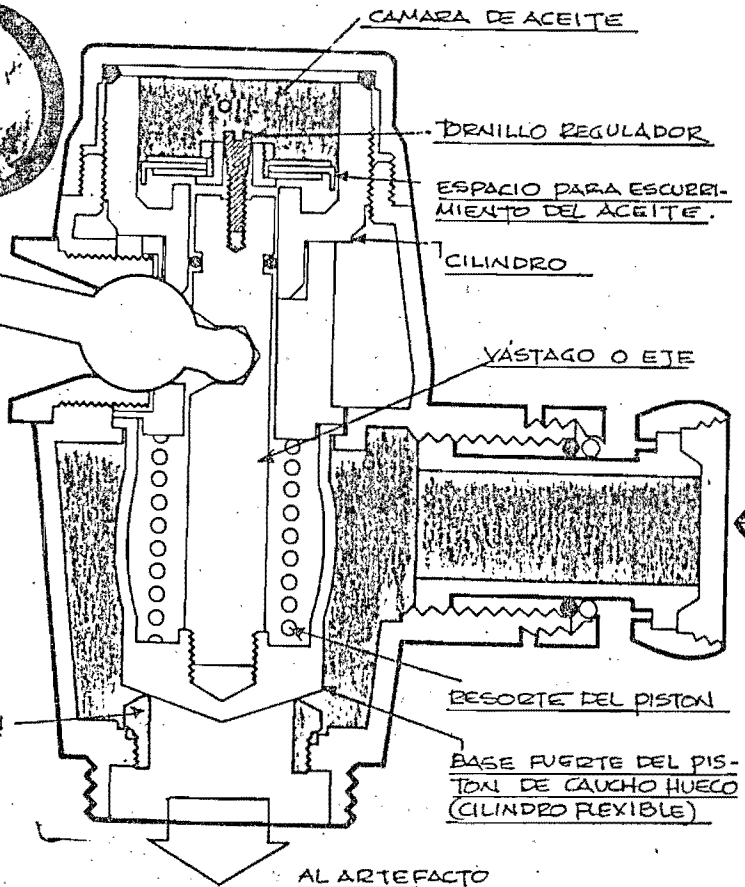 CAMARA DE ACEITE
TORNILLO REGULADOR
ESPACIO PARA ESCURRI-
MIENTO DEL ACEITE.
CILINDRO
VÁSTAGO O EJE
RESORTE DEL PISTON
BASE FUERTE DEL PIS-
TON DE CAUCHO HUECO
(CILINDRO FLEXIBLE)
AL ARTEFACTO